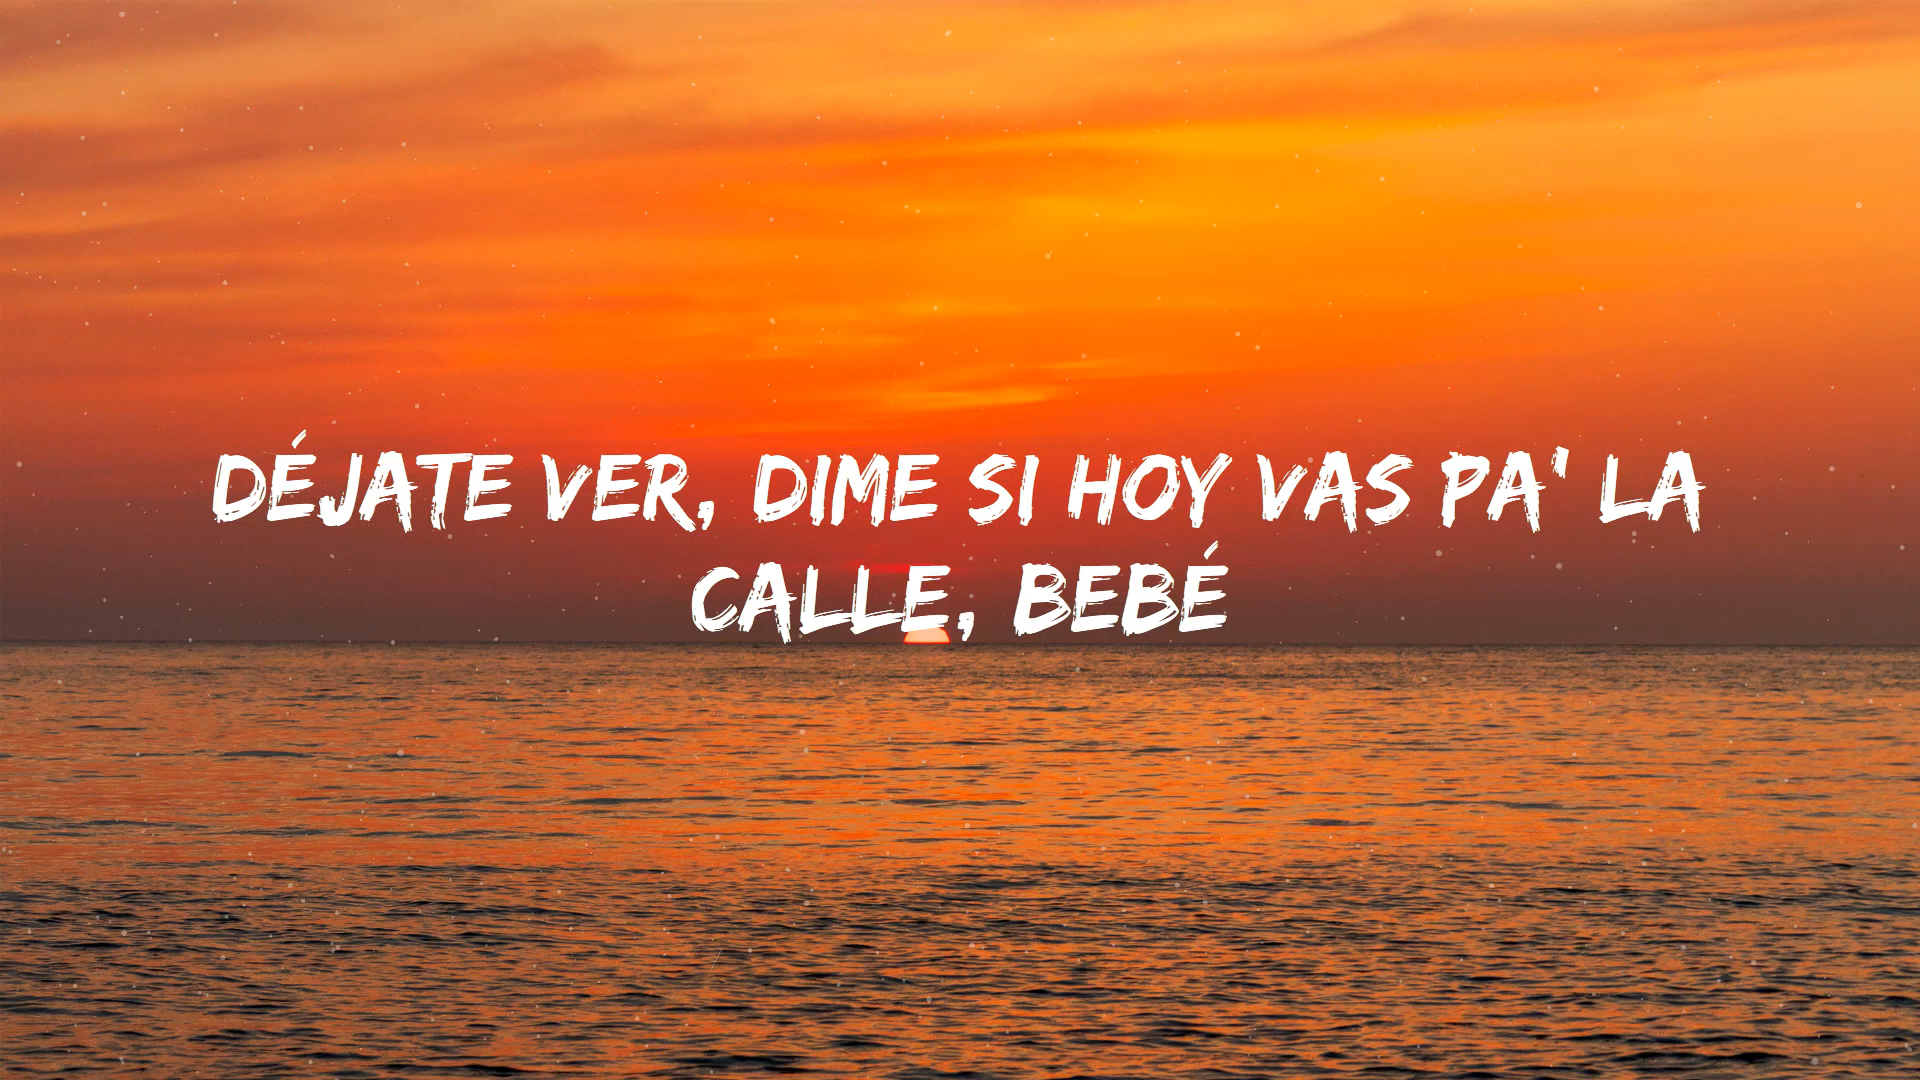 DÉJATE VER, DIME SI HOY VAS PA' LA
CALLE, BEBÉ